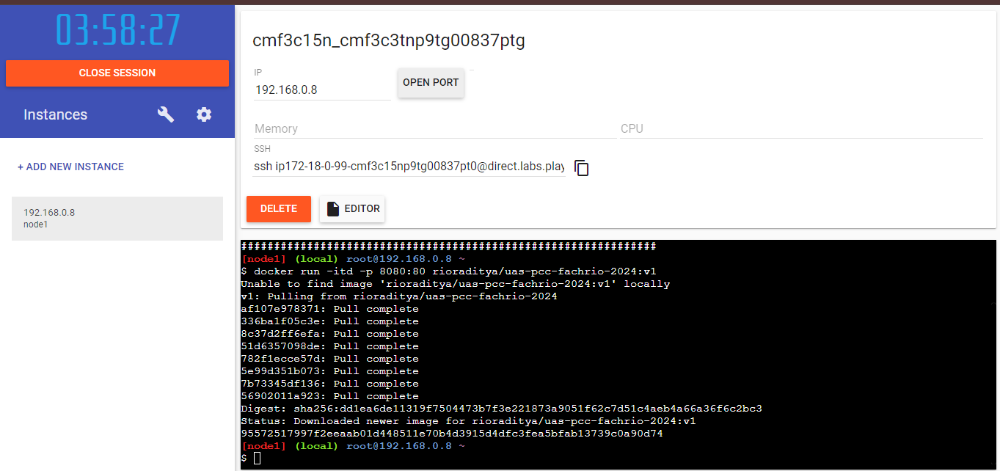 03:58:27
CLOSE SESSION
Instances
+ ADD NEW INSTANCE
192.168.0.8
node1
cmf3c15n_cmf3c3tnp9tg00837ptg
IP
192.168.0.8
OPEN PORT
Memory
CPU
SSH
ssh ip172-18-0-99-cmf3c15np9tg00837pt0@direct.labs.play
DELETE
EDITOR
###############################################################
[node1] (local) root@192.168.0.8 ~
$ docker run -itd -p 8080:80 rioraditya/uas-pcc-fachrio-2024:v1
Unable to find image 'rioraditya/uas-pcc-fachrio-2024:v1' locally
v1: Pulling from rioraditya/uas-pcc-fachrio-2024
af107e978371: Pull complete
336ba1f05c3e: Pull complete
8c37d2ff6efa: Pull complete
51d6357098de: Pull complete
782f1ecce57d: Pull complete
5e99d351b073: Pull complete
7b73345df136: Pull complete
56902011a923: Pull complete
Digest: sha256:dd1ea6de11319f7504473b7f3e221873a9051f62c7d51c4aeb4a66a36f6c2bc3
Status: Downloaded newer image for rioraditya/uas-pcc-fachrio-2024:v1
95572517997f2eeaab01d448511e70b4d3915d4dfc3fea5bfab13739c0a90d74
[node1] (local) root@192.168.0.8 ~
$